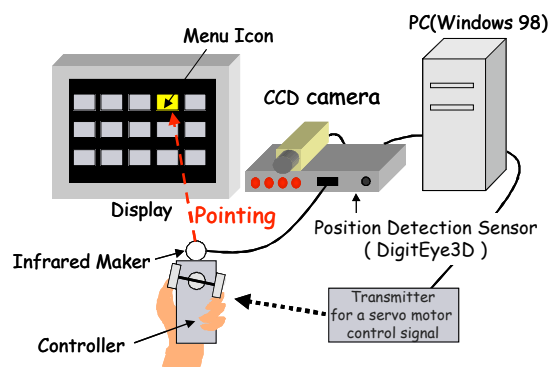 PC(Windows 98)
Menu Icon
CCD camera
Display
Pointing
Position Detection Sensor
( DigitEye3D )
Infrared Maker
Transmitter
for a servo motor
control signal
Controller